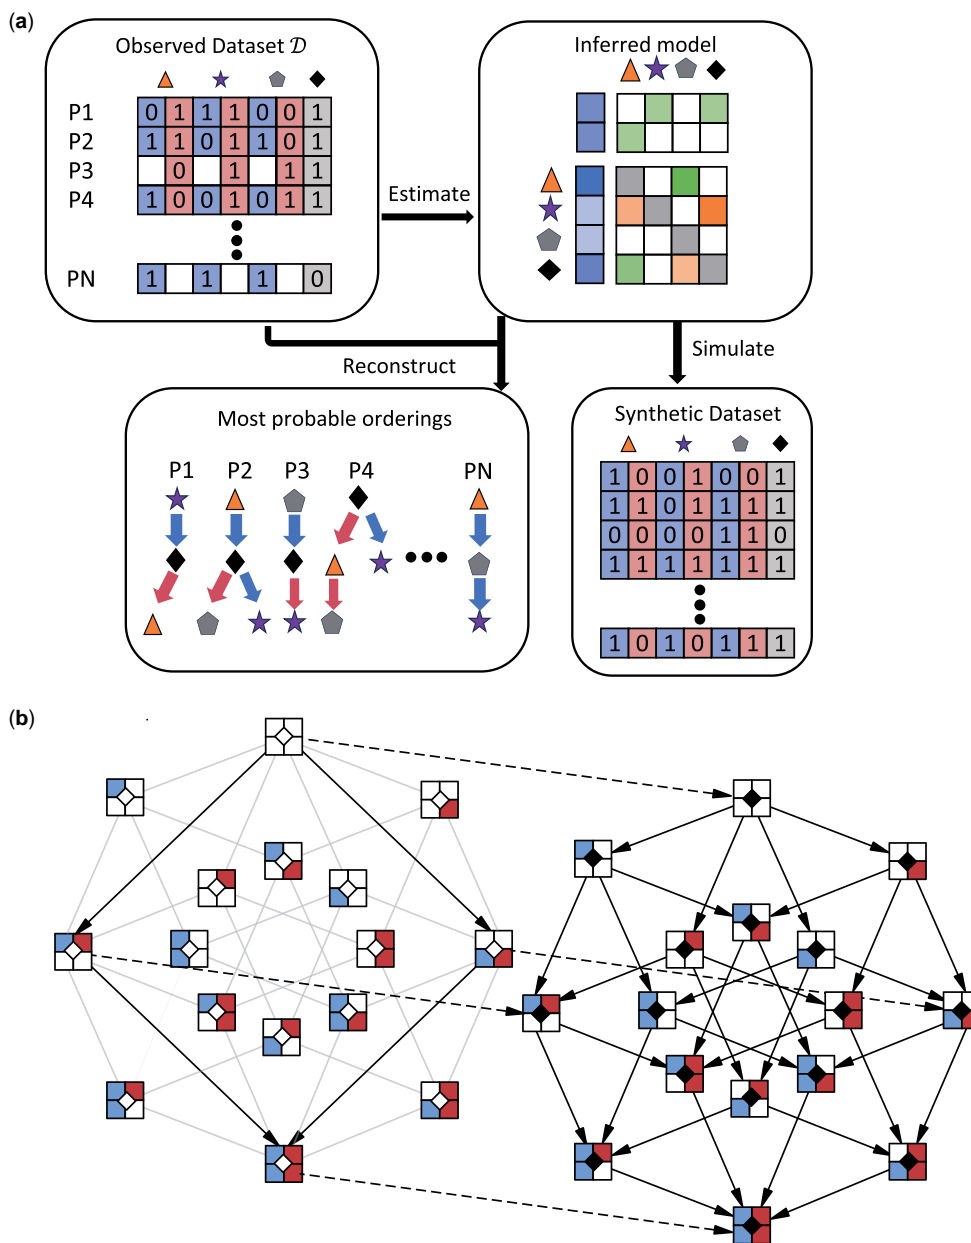 (a)
Observed Dataset 𝒟
P1 0 1 1 1 0 0 1
P2 1 1 0 1 1 0 1
P3 0 1 1 1
P4 1 0 0 1 0 1 1
PN 1 1 1 0
Estimate
Inferred model
Reconstruct
Simulate
Most probable orderings
P1 P2 P3 P4 PN
Synthetic Dataset
1 0 0 1 0 0 1
1 1 0 1 1 1 1
0 0 0 0 1 1 0
1 1 1 1 1 1 1
1 0 1 0 1 1 1
(b)